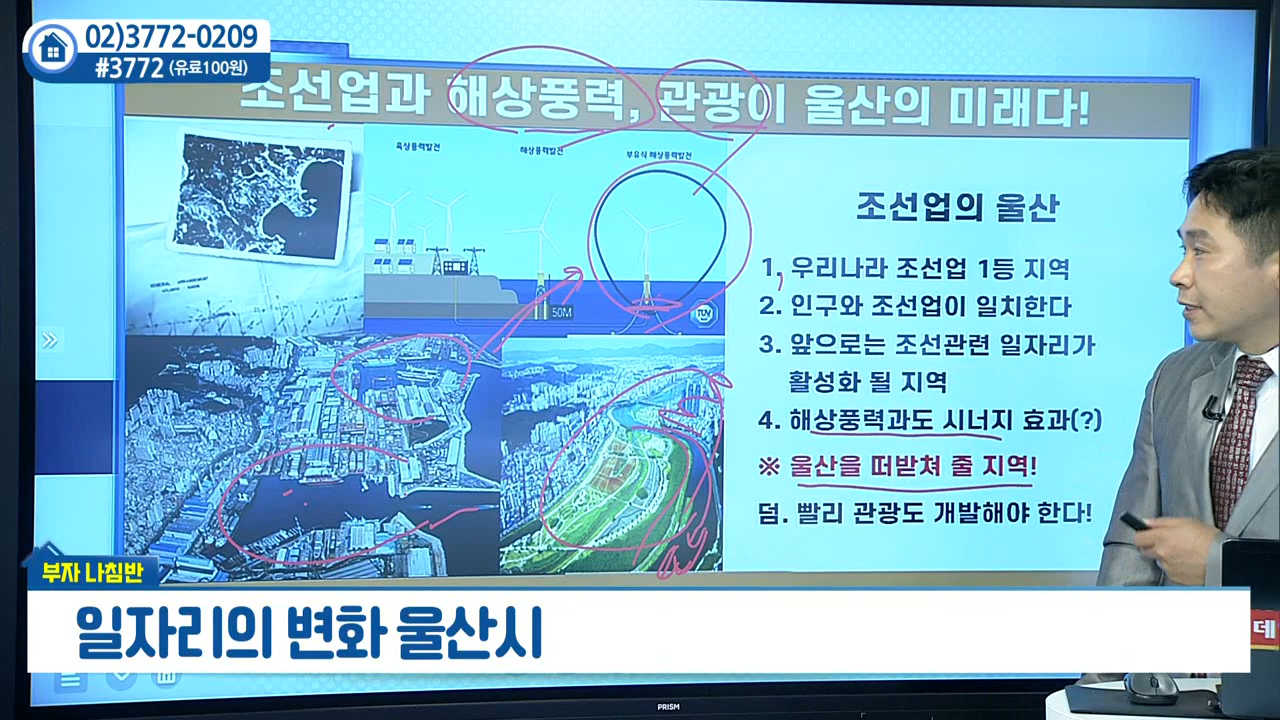 02)3772-0209
#3772 (유료100원)
조선업과 해상풍력, 관광이 울산의 미래다!
육상풍력발전
해상풍력발전
부유식 해상풍력발전
50M
TÜV
GENERAL ARRANGEMENT
조선업의 울산
1, 우리나라 조선업 1등 지역
2. 인구와 조선업이 일치한다
3. 앞으로는 조선관련 일자리가
활성화 될 지역
4. 해상풍력과도 시너지 효과(?)
※ 울산을 떠받쳐 줄 지역!
덤. 빨리 관광도 개발해야 한다!
부자 나침반
일자리의 변화 울산시
데
PRISM